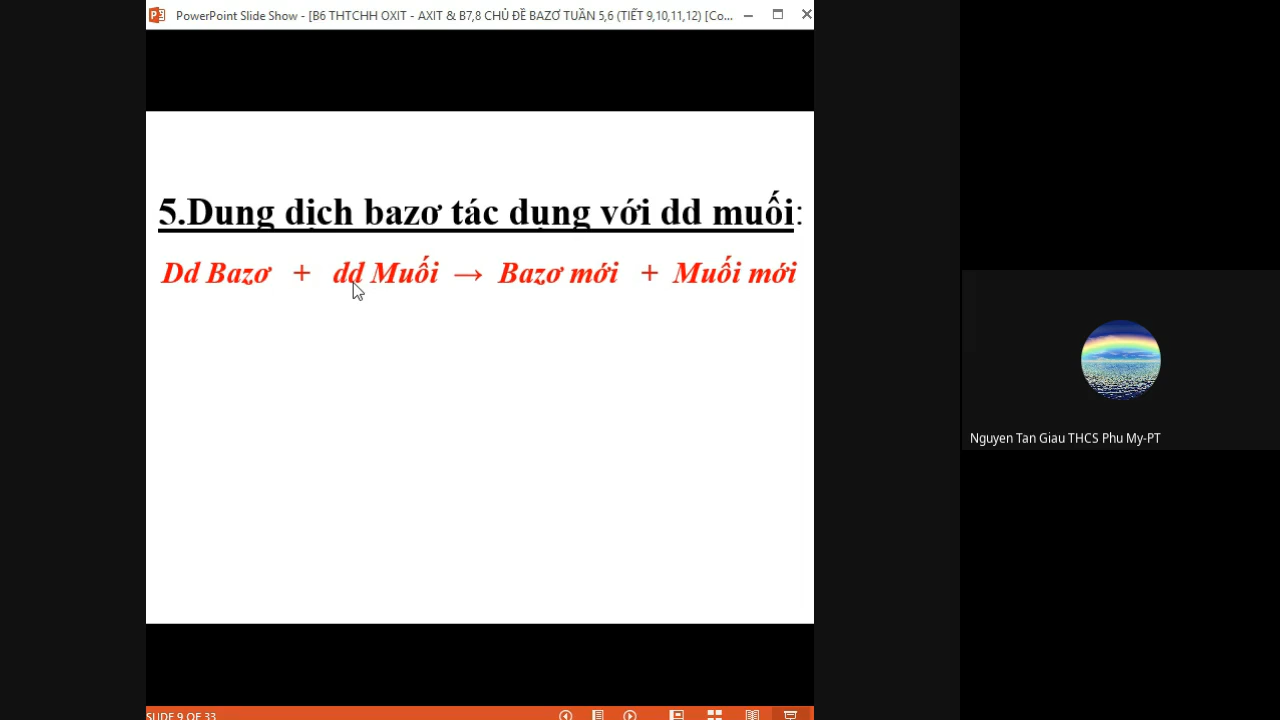 PowerPoint Slide Show - [B6 THTCHH OXIT - AXIT & B7,8 CHỦ ĐỀ BAZƠ TUẦN 5,6 (TIẾT 9,10,11,12) [Co...
5.Dung dịch bazơ tác dụng với dd muối:
Dd Bazơ + dd Muối → Bazơ mới + Muối mới
Nguyen Tan Giau THCS Phu My-PT
SLIDE 9 OF 33